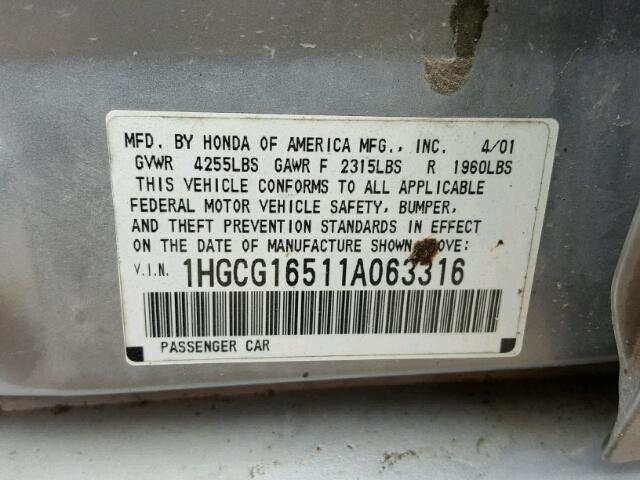 MFD. BY HONDA OF AMERICA MFG., INC. 4/01
GVWR 4255LBS GAWR F 2315LBS R 1960LBS
THIS VEHICLE CONFORMS TO ALL APPLICABLE
FEDERAL MOTOR VEHICLE SAFETY, BUMPER,
AND THEFT PREVENTION STANDARDS IN EFFECT
ON THE DATE OF MANUFACTURE SHOWN ABOVE:
V.I.N. 1HGCG16511A063316
PASSENGER CAR